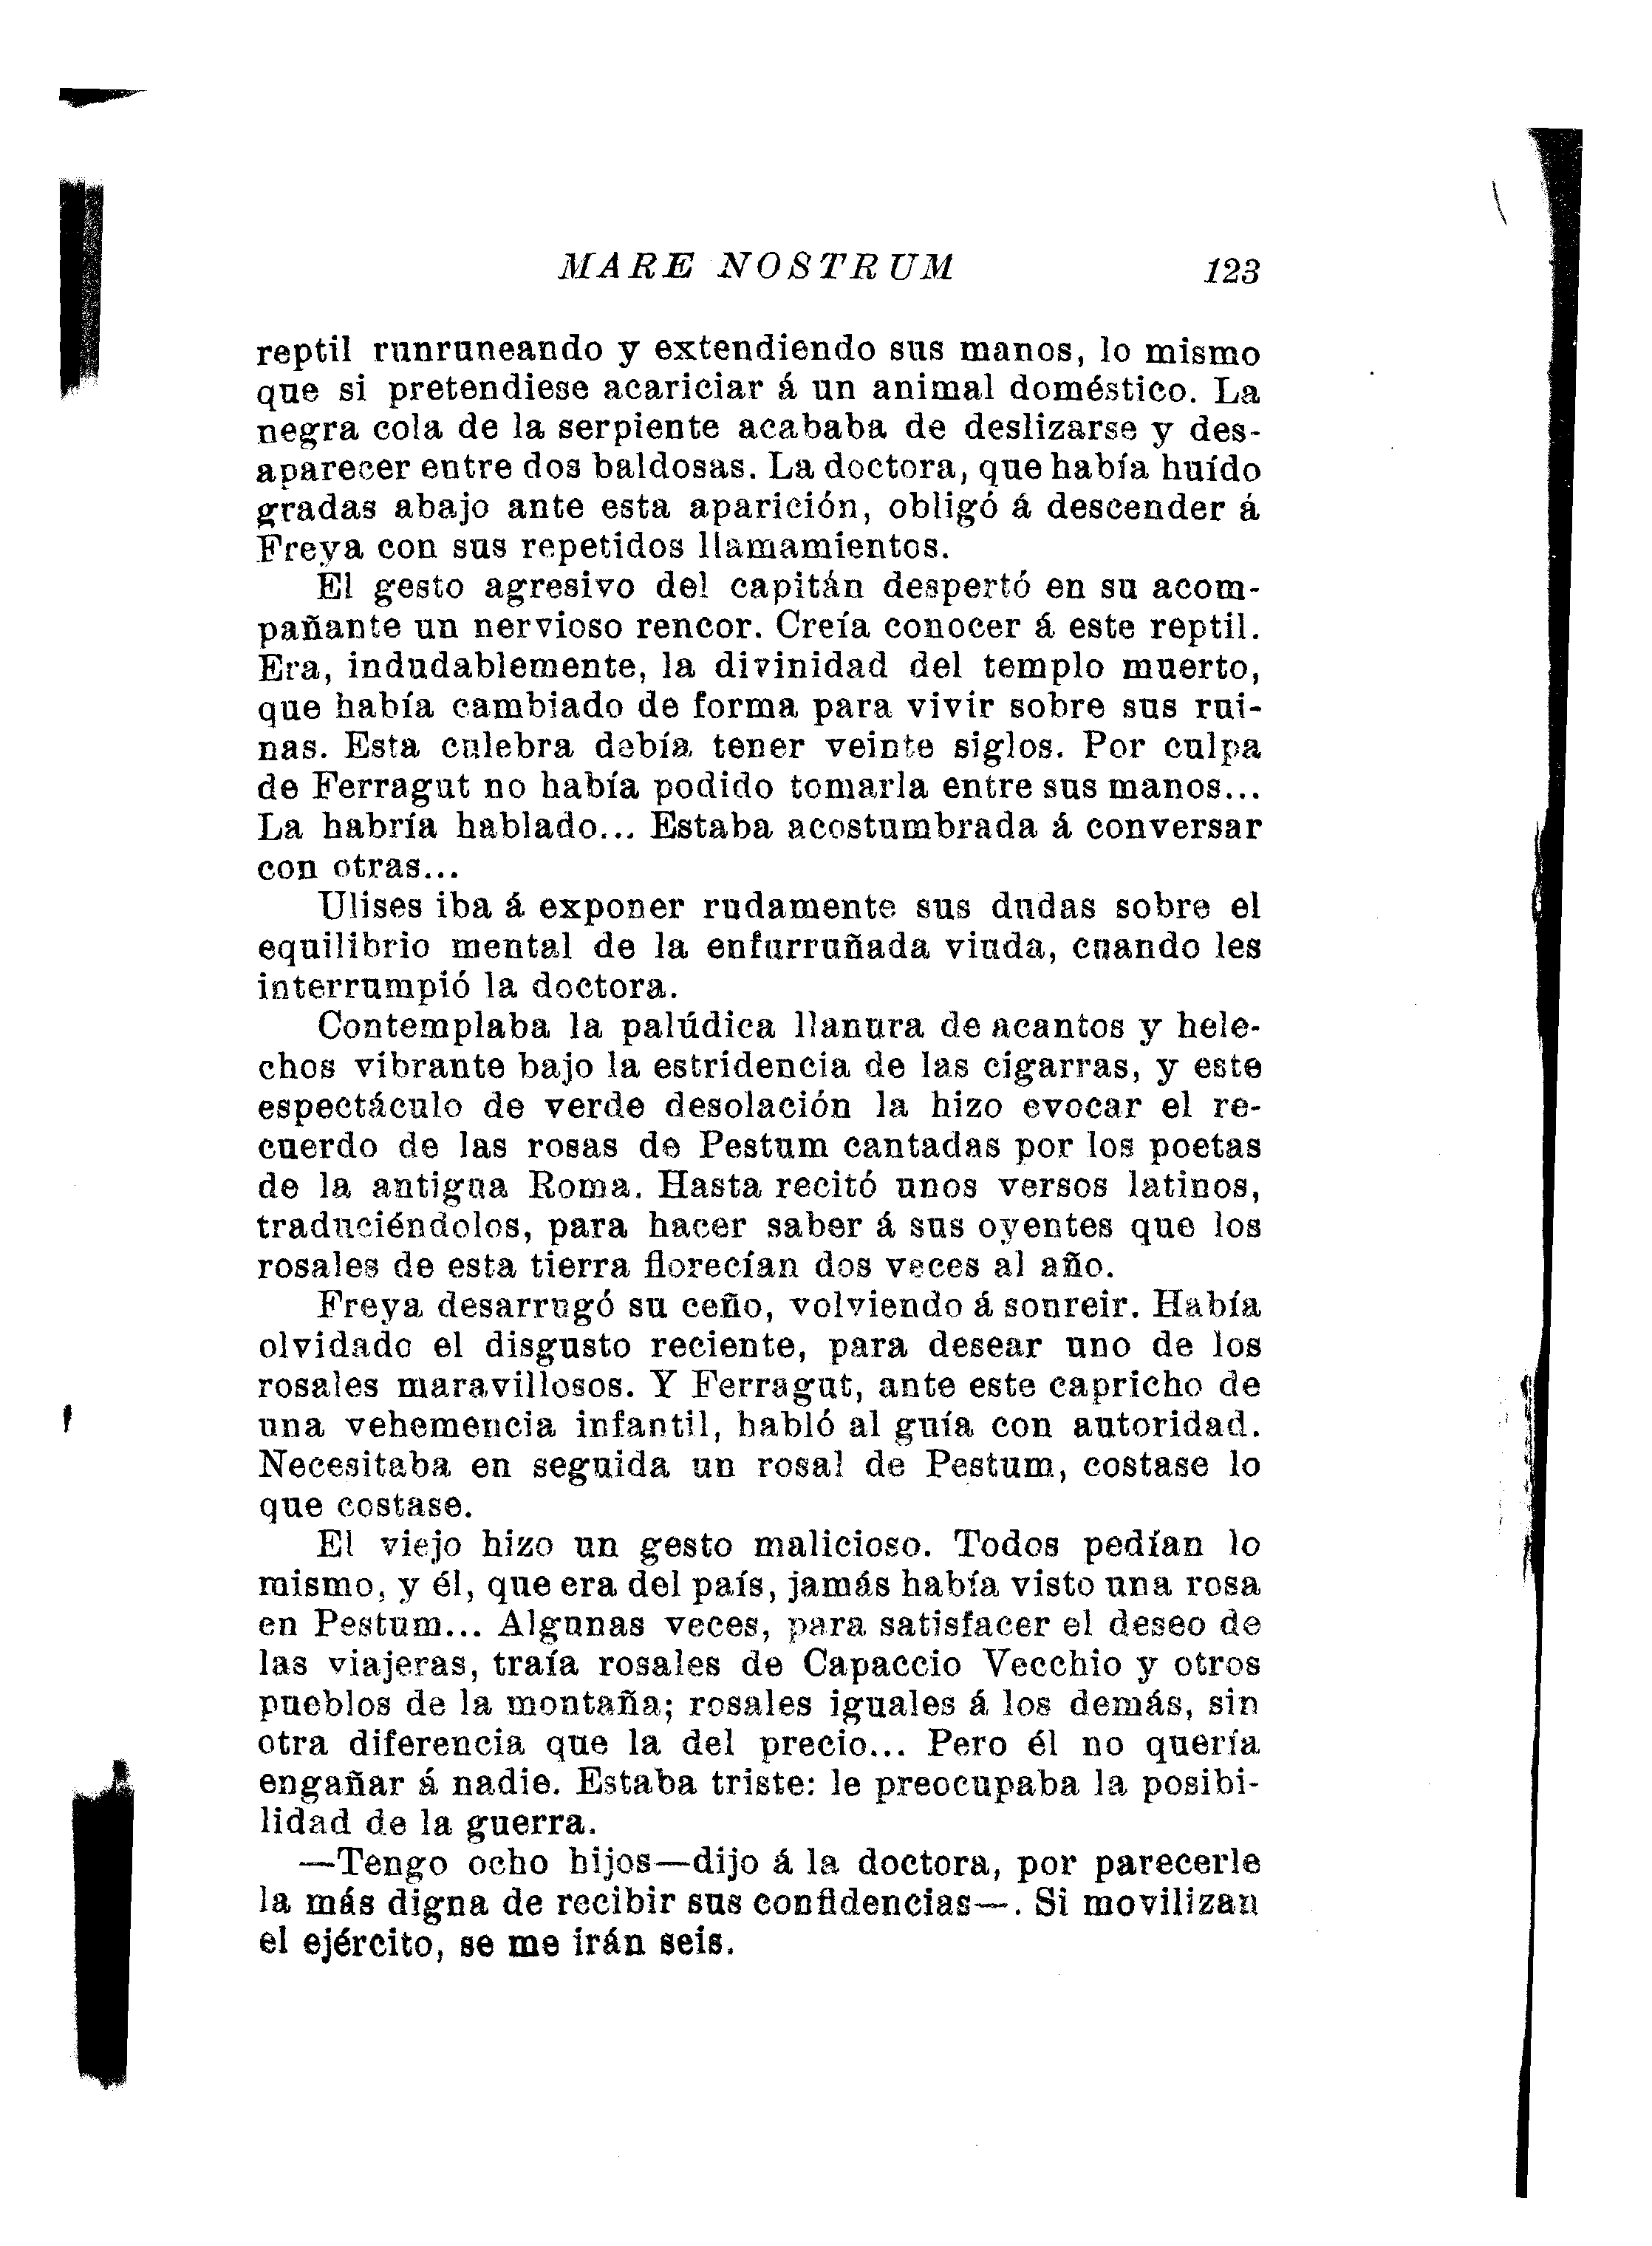 MARE NOSTRUM 123
reptil runruneando y extendiendo sus manos, lo mismo
que si pretendiese acariciar á un animal doméstico. La
negra cola de la serpiente acababa de deslizarse y des-
aparecer entre dos baldosas. La doctora, que había huído
gradas abajo ante esta aparición, obligó á descender á
Freya con sus repetidos llamamientos.
El gesto agresivo del capitán despertó en su acom-
pañante un nervioso rencor. Creía conocer á este reptil.
Era, indudablemente, la divinidad del templo muerto,
que había cambiado de forma para vivir sobre sus rui-
nas. Esta culebra debía tener veinte siglos. Por culpa
de Ferragut no había podido tomarla entre sus manos...
La habría hablado... Estaba acostumbrada á conversar
con otras...
Ulises iba á exponer rudamente sus dudas sobre el
equilibrio mental de la enfurruñada viuda, cuando les
interrumpió la doctora.
Contemplaba la palúdica llanura de acantos y hele-
chos vibrante bajo la estridencia de las cigarras, y este
espectáculo de verde desolación la hizo evocar el re-
cuerdo de las rosas de Pestum cantadas por los poetas
de la antigua Roma. Hasta recitó unos versos latinos,
traduciéndolos, para hacer saber á sus oyentes que los
rosales de esta tierra florecían dos veces al año.
Freya desarrugó su ceño, volviendo á sonreir. Había
olvidado el disgusto reciente, para desear uno de los
rosales maravillosos. Y Ferragut, ante este capricho de
una vehemencia infantil, habló al guía con autoridad.
Necesitaba en seguida un rosal de Pestum, costase lo
que costase.
El viejo hizo un gesto malicioso. Todos pedían lo
mismo, y él, que era del país, jamás había visto una rosa
en Pestum... Algunas veces, para satisfacer el deseo de
las viajeras, traía rosales de Capaccio Vecchio y otros
pueblos de la montaña; rosales iguales á los demás, sin
otra diferencia que la del precio... Pero él no quería
engañar á nadie. Estaba triste: le preocupaba la posibi-
lidad de la guerra.
—Tengo ocho hijos—dijo á la doctora, por parecerle
la más digna de recibir sus confidencias—. Si movilizan
el ejército, se me irán seis.